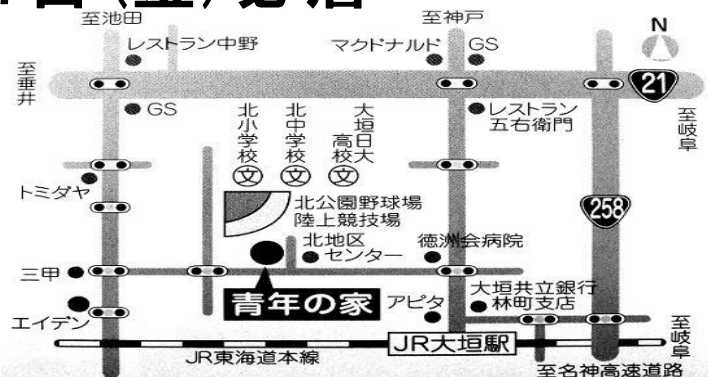 日(金)必着
至池田
至神戸
N
レストラン中野
マクドナルド
GS
至垂井
21
GS
北小学校
北中学校
大垣日大
高校
レストラン
五右衛門
至岐阜
文
文
文
トミダヤ
北公園野球場
陸上競技場
258
北地区
センター
徳洲会病院
三甲
青年の家
アピタ
大垣共立銀行
林町支店
エイデン
JR東海道本線
JR大垣駅
至岐阜
至名神高速道路